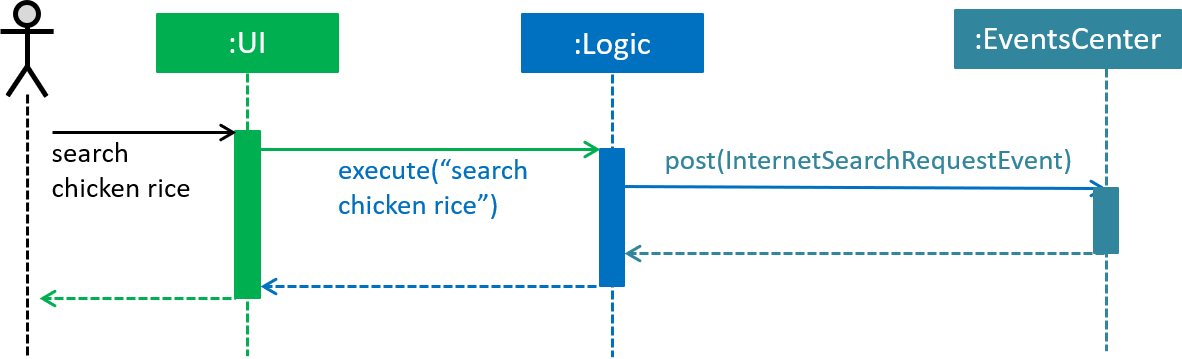 :UI
:Logic
:EventsCenter
search
chicken rice
execute(“search
chicken rice”)
post(InternetSearchRequestEvent)